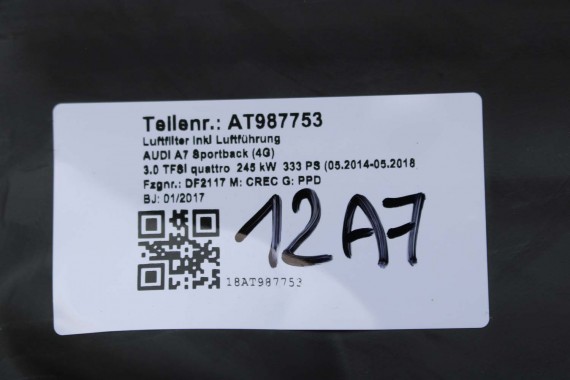 Teilenr.: AT987753
Luftfilter inkl Luftführung
AUDI A7 Sportback (4G)
3.0 TFSI quattro 245 kW 333 PS (05.2014-05.2018
Fzgnr.: DF2117 M: CREC G: PPD
BJ: 01/2017
12A7
18AT987753